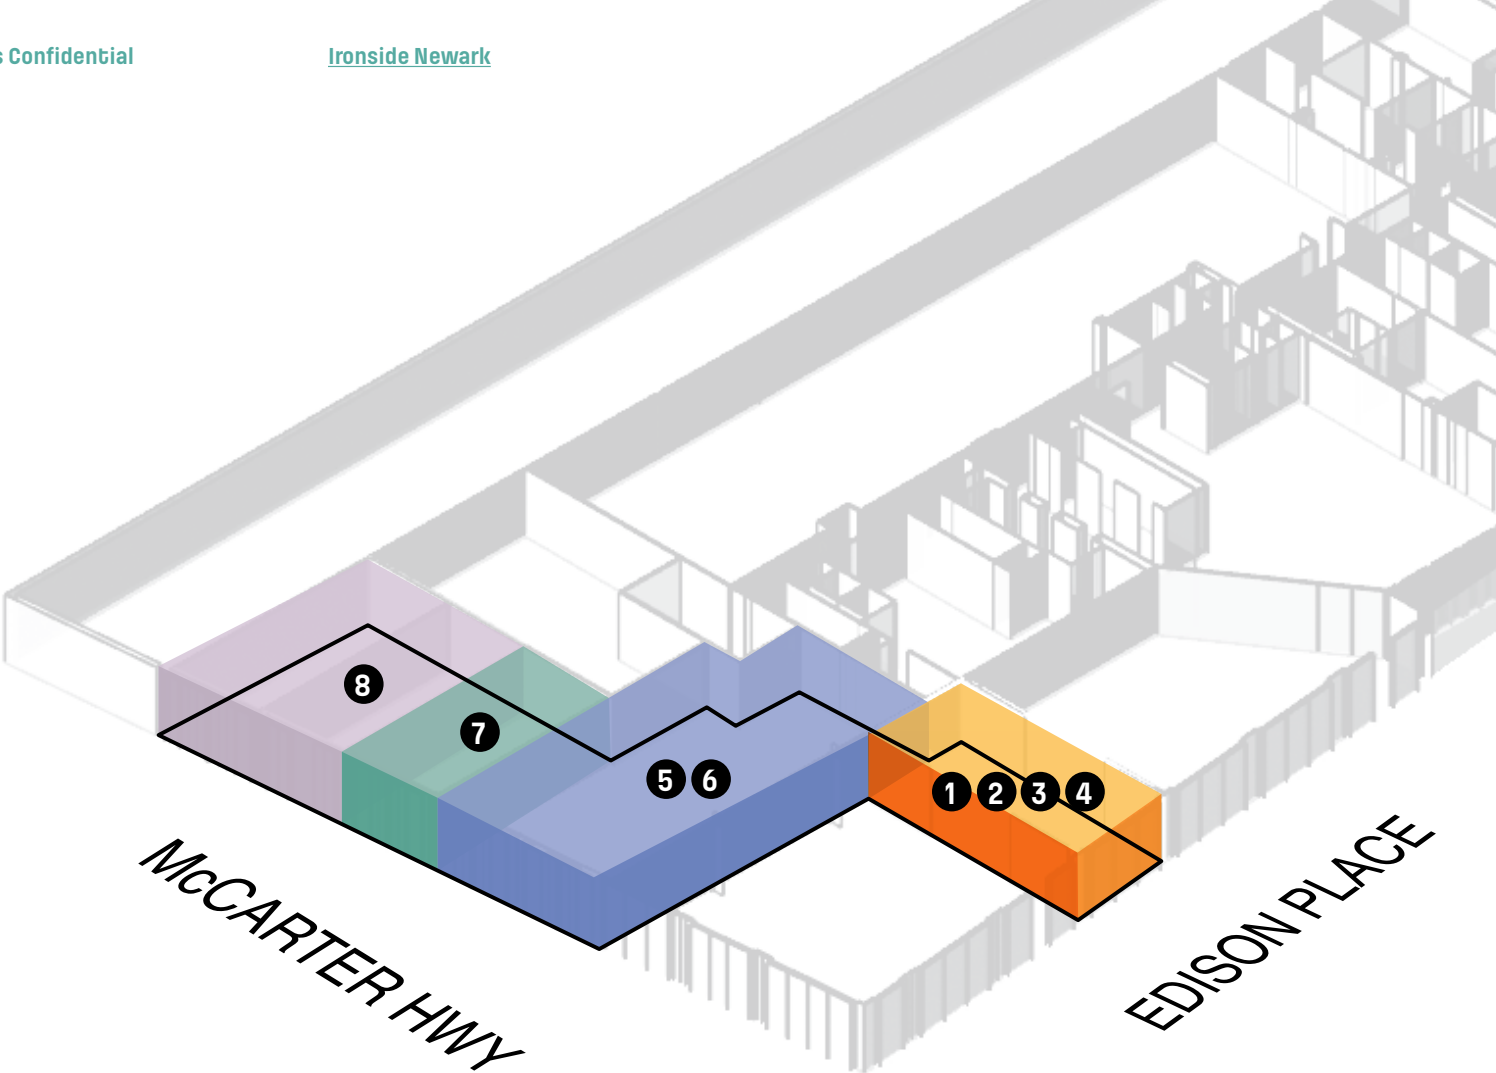 s Confidential
Ironside Newark
8
7
5 6
1 2 3 4
McCARTER HWY
EDISON PLACE